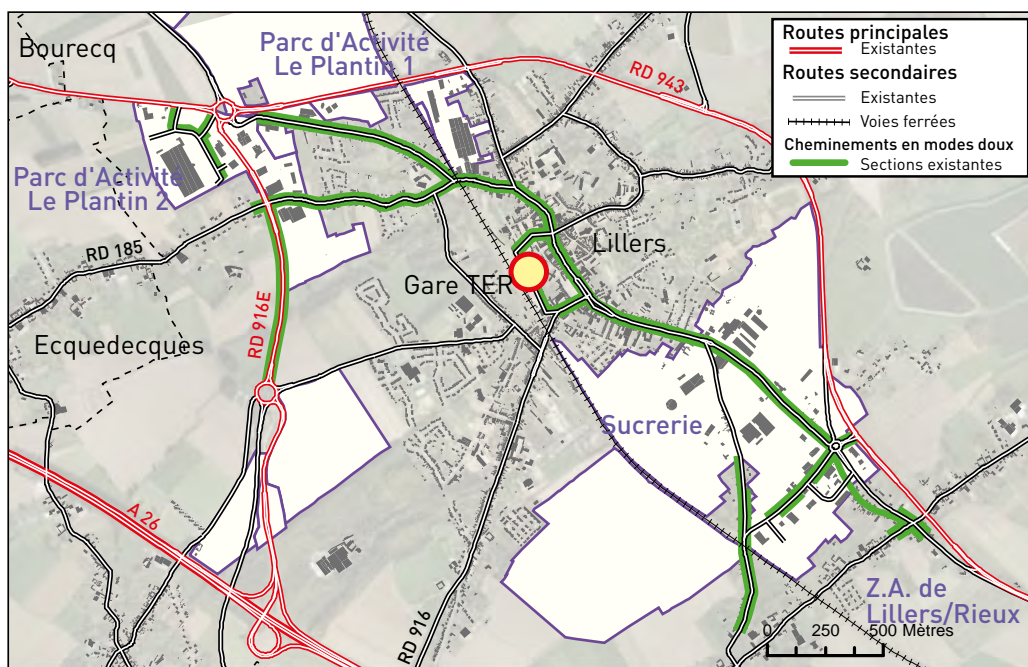 Bourecq
Parc d'Activité
Le Plantin 1
RD 943
Routes principales
Existantes
Routes secondaires
Existantes
Voies ferrées
Cheminements en modes doux
Sections existantes
Parc d'Activité
Le Plantin 2
RD 185
Lillers
Gare TER
RD 916E
Ecquedecques
Sucrerie
A 26
RD 916
Z.A. de
Lillers/Rieux
0 250 500 Mètres